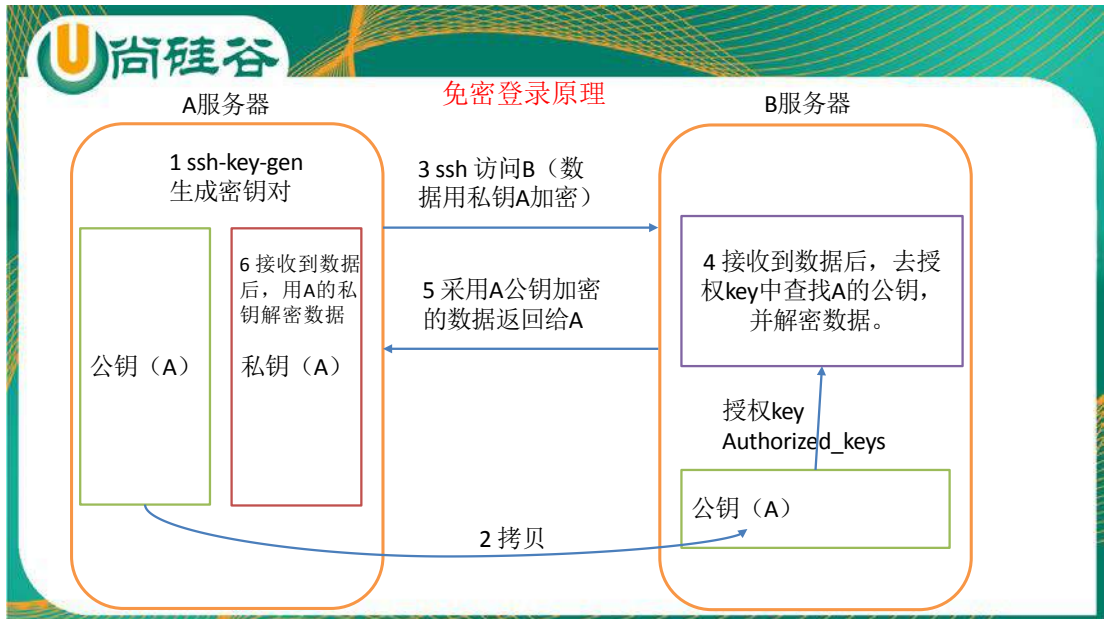 尚硅谷
免密登录原理
A服务器
B服务器
1 ssh-key-gen
生成密钥对
3 ssh 访问B（数
据用私钥A加密）
6 接收到数据
后，用A的私
钥解密数据
4 接收到数据后，去授
权key中查找A的公钥，
并解密数据。
5 采用A公钥加密
的数据返回给A
公钥（A）
私钥（A）
授权key
Authorized_keys
公钥（A）
2 拷贝